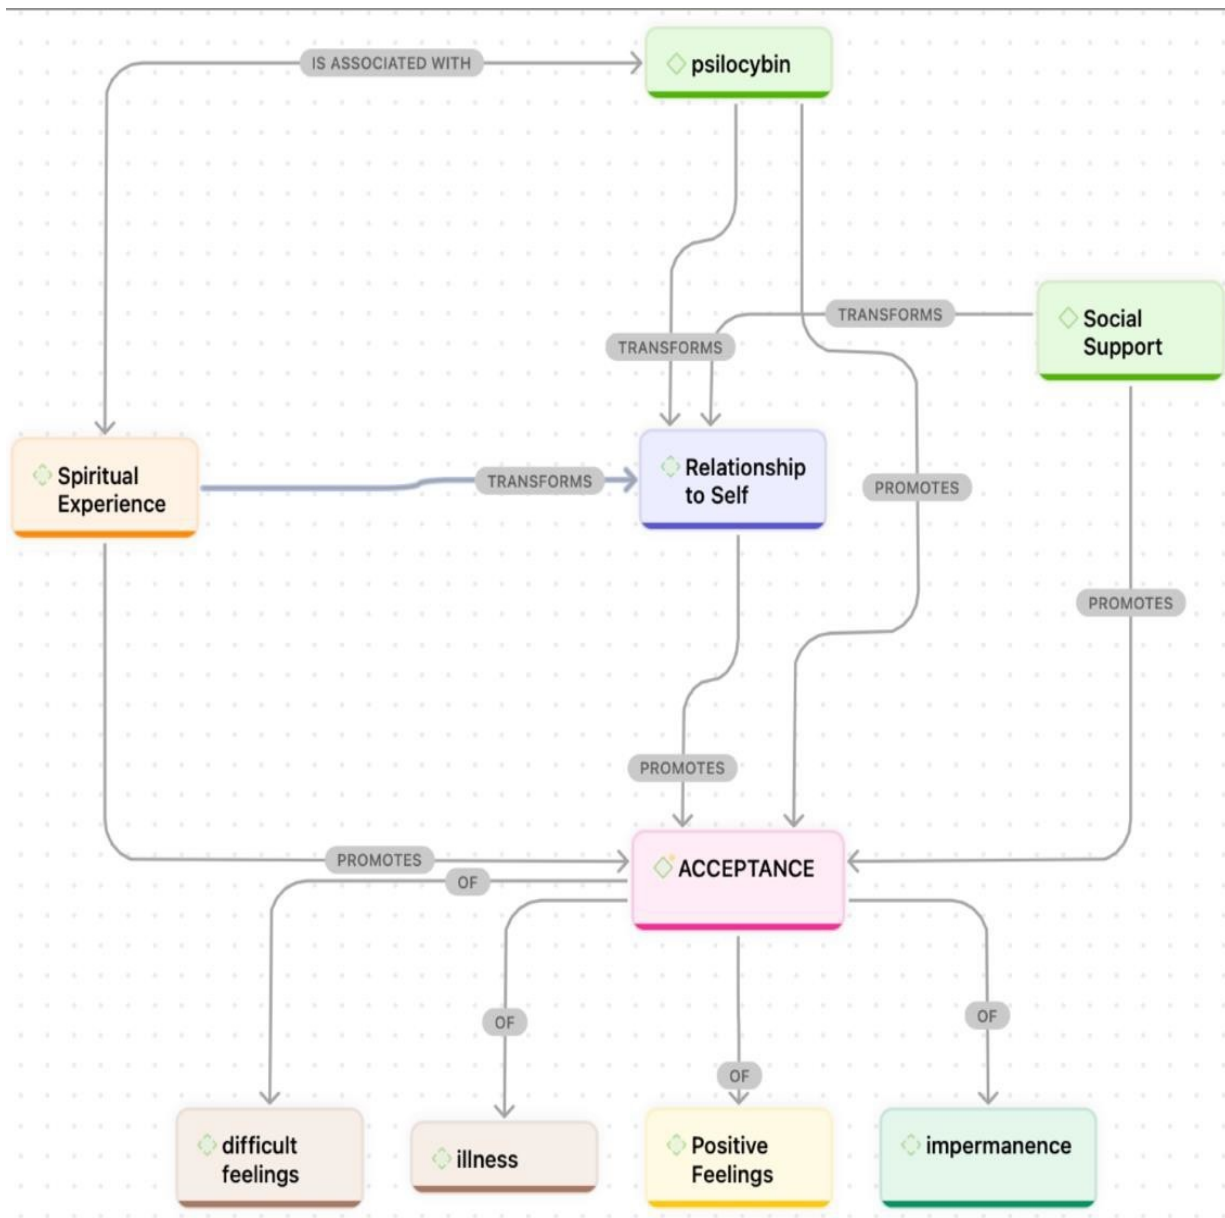 IS ASSOCIATED WITH
psilocybin
TRANSFORMS
Social
Support
TRANSFORMS
Spiritual
Experience
TRANSFORMS
Relationship
to Self
PROMOTES
PROMOTES
PROMOTES
PROMOTES
ACCEPTANCE
OF
OF
OF
OF
difficult
feelings
illness
Positive
Feelings
impermanence